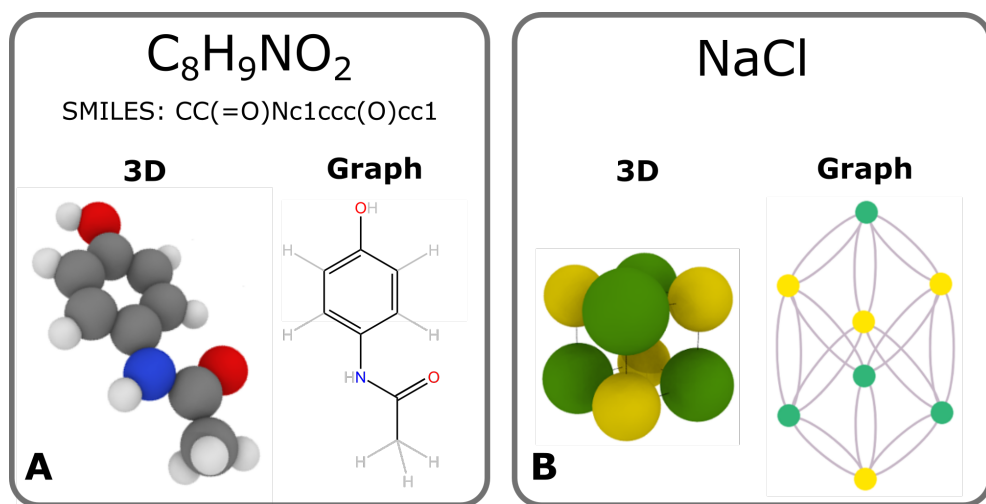 C₈H₉NO₂
SMILES: CC(=O)Nc1ccc(O)cc1
3D
Graph
OH
H
H
H
H
HN
O
H
H
H
A
NaCl
3D
Graph
B